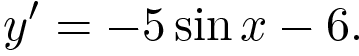 y′ = −5 sin x − 6.